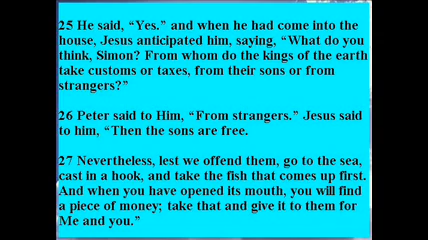 25 He said, “Yes.” and when he had come into the
house, Jesus anticipated him, saying, “What do you
think, Simon? From whom do the kings of the earth
take customs or taxes, from their sons or from
strangers?”
26 Peter said to Him, “From strangers.” Jesus said
to him, “Then the sons are free.
27 Nevertheless, lest we offend them, go to the sea,
cast in a hook, and take the fish that comes up first.
And when you have opened its mouth, you will find
a piece of money; take that and give it to them for
Me and you.”